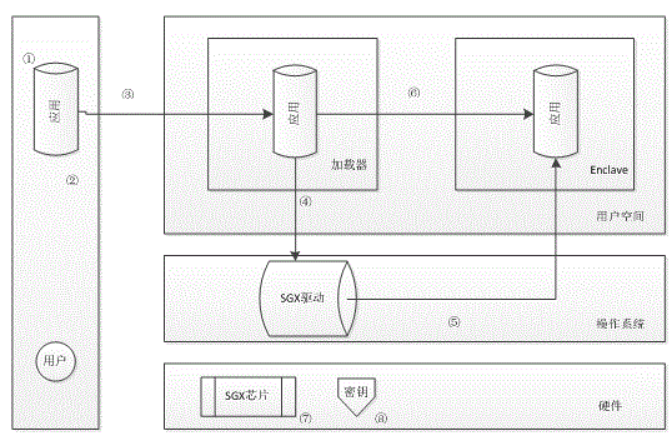 ①
应用
②
用户
③
应用
加载器
④
⑥
应用
Enclave
用户空间
SGX驱动
⑤
操作系统
SGX芯片
⑦
密钥
⑧
硬件